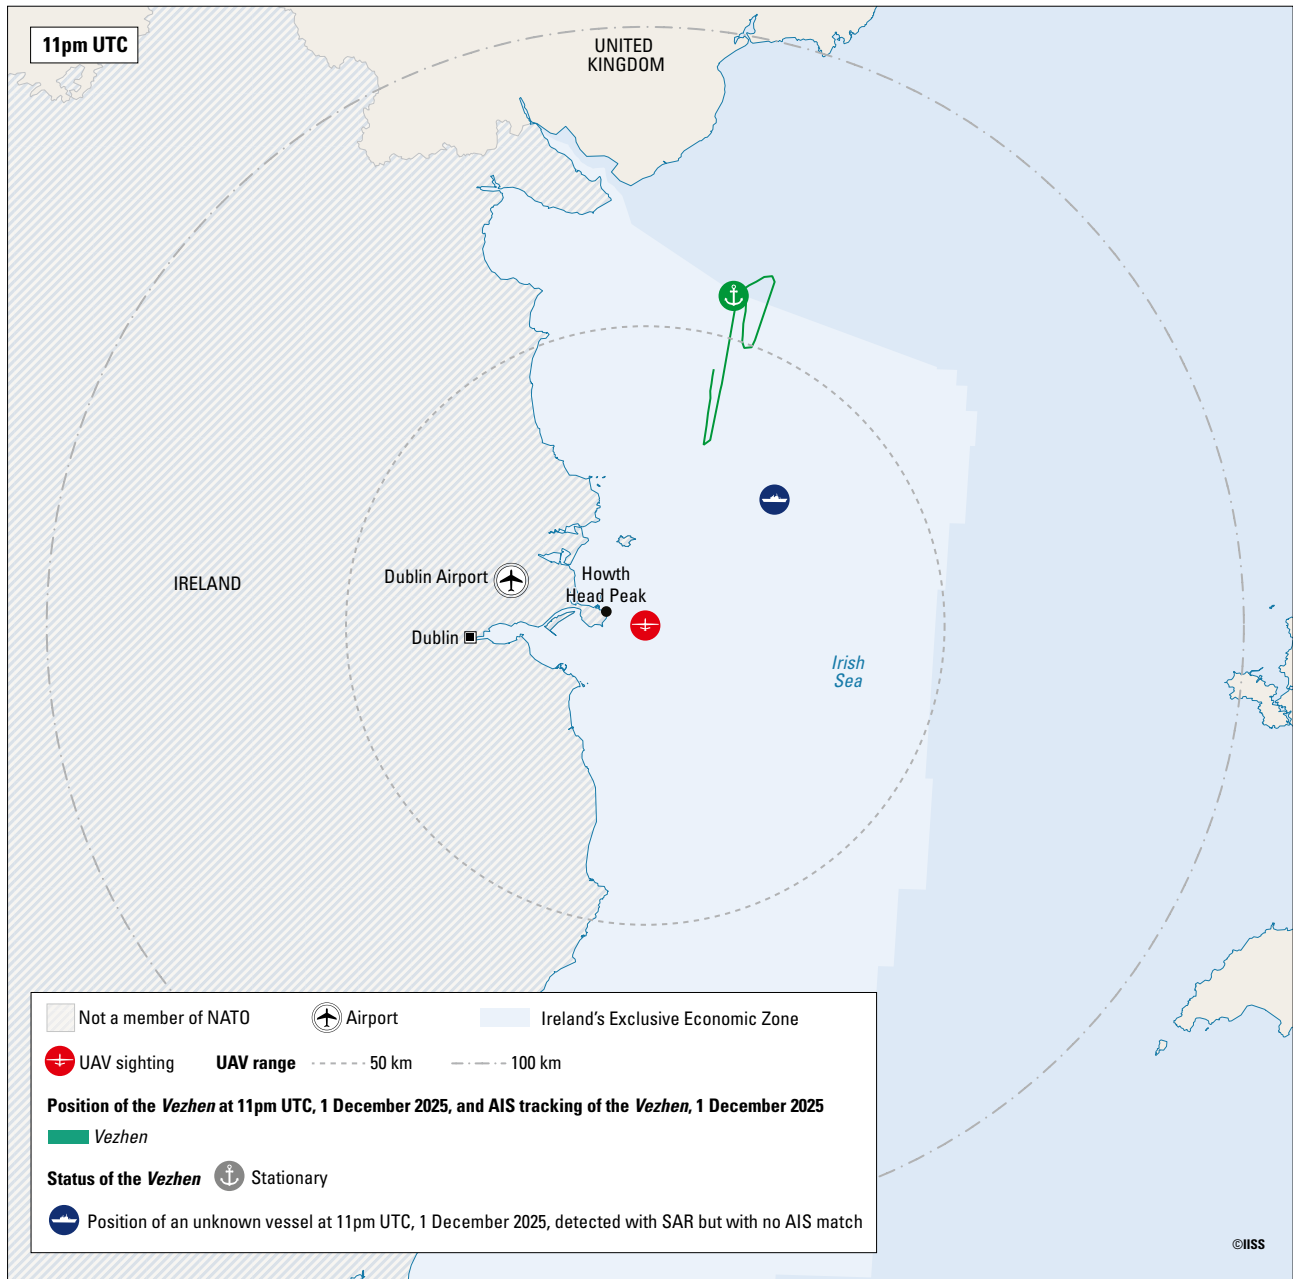 11pm UTC
UNITED
KINGDOM
IRELAND
Dublin Airport
Howth
Head Peak
Dublin
Irish
Sea
Not a member of NATO
Airport
Ireland's Exclusive Economic Zone
UAV sighting
UAV range
50 km
100 km
Position of the Vezhen at 11pm UTC, 1 December 2025, and AIS tracking of the Vezhen, 1 December 2025
Vezhen
Status of the Vezhen
Stationary
Position of an unknown vessel at 11pm UTC, 1 December 2025, detected with SAR but with no AIS match
©IISS